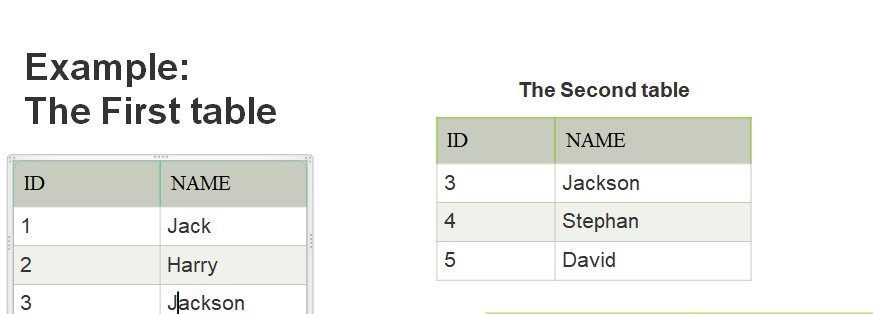 Example:
The First table
ID NAME
1 Jack
2 Harry
3 Jackson
The Second table
ID NAME
3 Jackson
4 Stephan
5 David